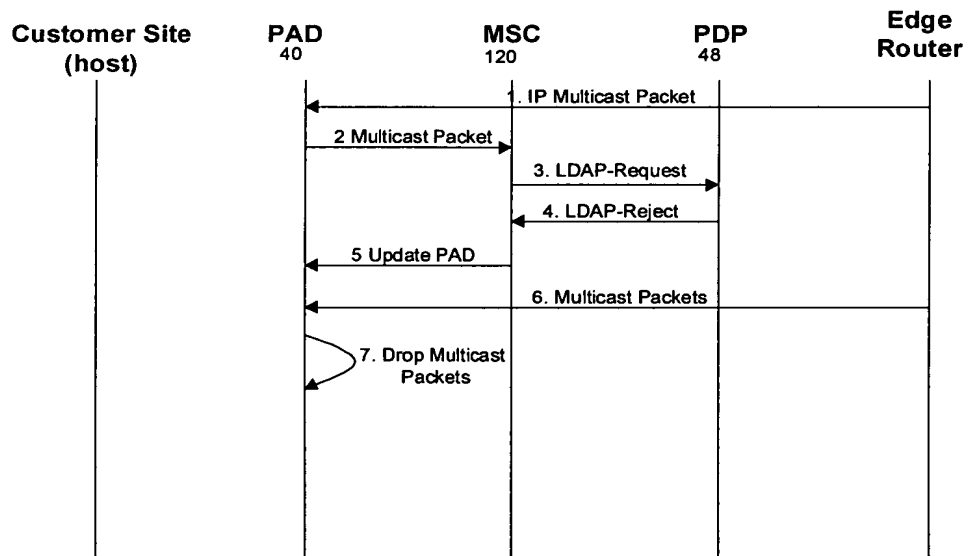 Customer Site
(host)
PAD
40
MSC
120
PDP
48
Edge
Router
1. IP Multicast Packet
2 Multicast Packet
3. LDAP-Request
4. LDAP-Reject
5 Update PAD
6. Multicast Packets
7. Drop Multicast
Packets